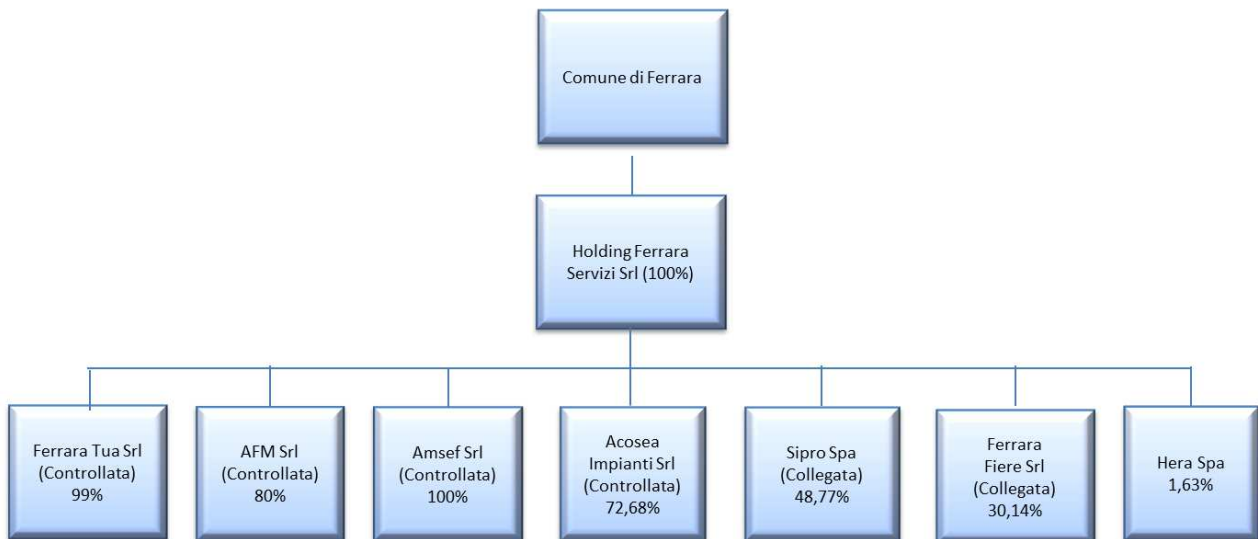 Comune di Ferrara
Holding Ferrara
Servizi Srl (100%)
Ferrara Tua Srl
(Controllata)
99%
AFM Srl
(Controllata)
80%
Amsef Srl
(Controllata)
100%
Acosea
Impianti Srl
(Controllata)
72,68%
Sipro Spa
(Collegata)
48,77%
Ferrara
Fiere Srl
(Collegata)
30,14%
Hera Spa
1,63%